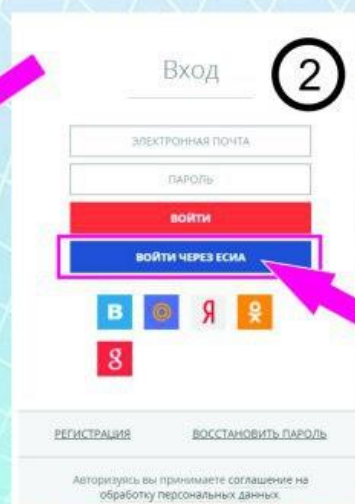 Вход
2
ЭЛЕКТРОННАЯ ПОЧТА
ПАРОЛЬ
ВОЙТИ
ВОЙТИ ЧЕРЕЗ ЕСИА
В
@
Я
g
РЕГИСТРАЦИЯ ВОССТАНОВИТЬ ПАРОЛЬ
Авторизуясь вы принимаете соглашение на
обработку персональных данных